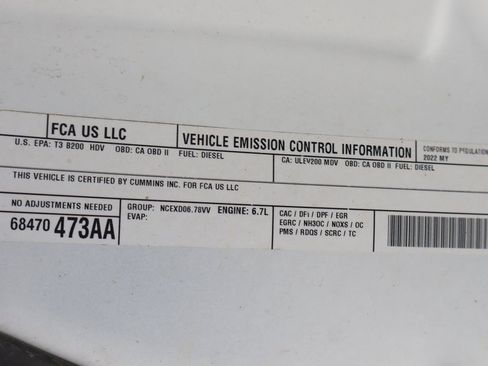 FCA US LLC
VEHICLE EMISSION CONTROL INFORMATION
CONFORMS TO REGULATION
2022 MY
U.S. EPA: T3 B200 HDV OBD: CA OBD II FUEL: DIESEL
CA: ULEV200 MDV OBD: CA OBD II FUEL: DIESEL
THIS VEHICLE IS CERTIFIED BY CUMMINS INC. FOR FCA US LLC
NO ADJUSTMENTS NEEDED
68470 473AA
GROUP: NCEXD06.78VV ENGINE: 6.7L
EVAP:
CAC / DFI / DPF / EGR
EGRC / NH3OC / NOXS / OC
PMS / RDQS / SCRC / TC